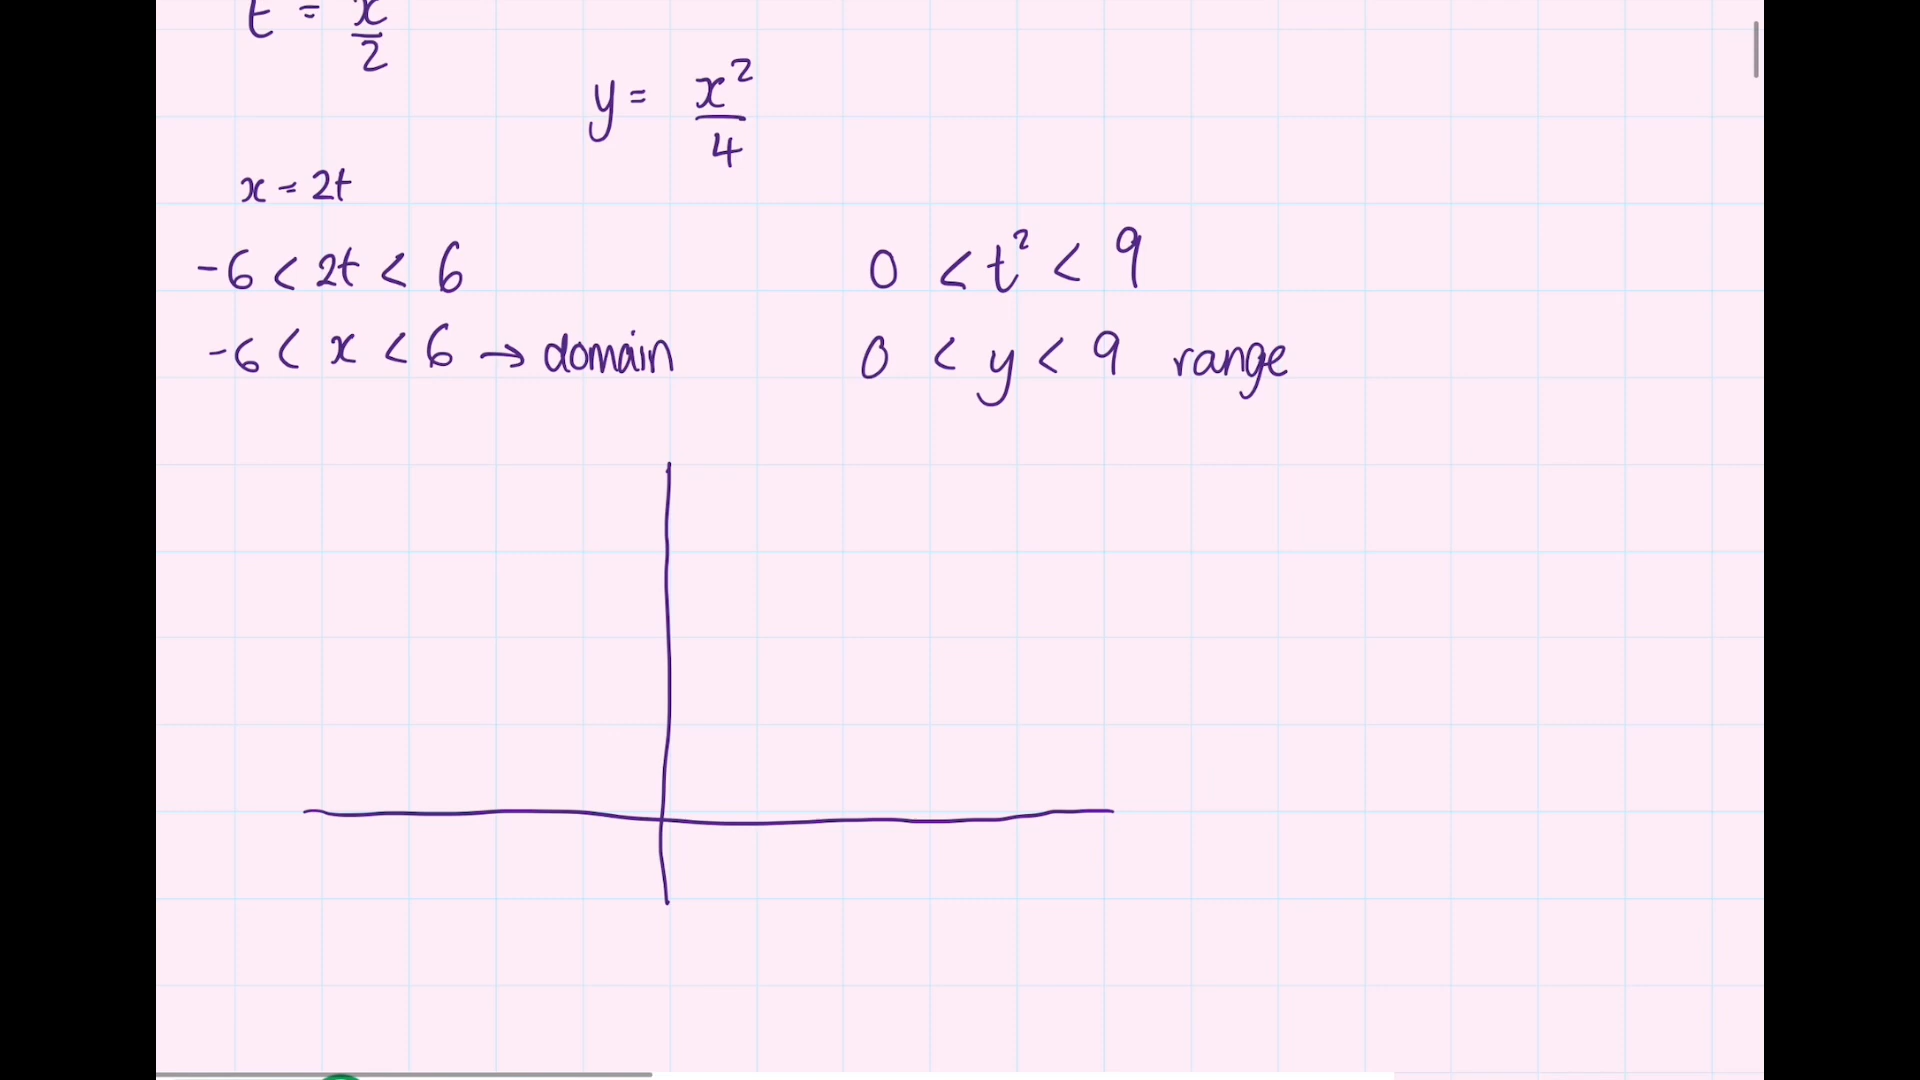 t = x/2
y = x²/4
x = 2t
-6 < 2t < 6
0 < t² < 9
-6 < x < 6 → domain
0 < y < 9 range